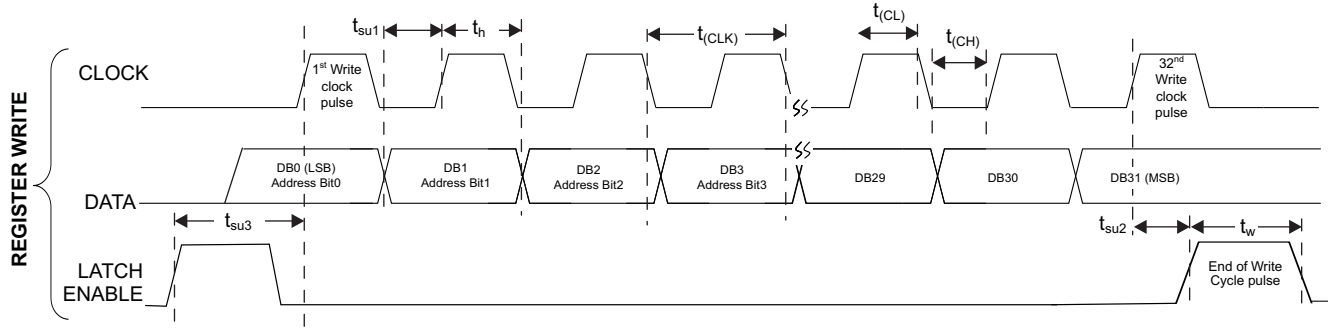 REGISTER WRITE
tsu1
th
t(CLK)
t(CL)
t(CH)
CLOCK
1st Write
clock
pulse
32nd
Write
clock
pulse
DATA
DB0 (LSB)
Address Bit0
DB1
Address Bit1
DB2
Address Bit2
DB3
Address Bit3
DB29
DB30
DB31 (MSB)
tsu3
tsu2
tw
LATCH
ENABLE
End of Write
Cycle pulse